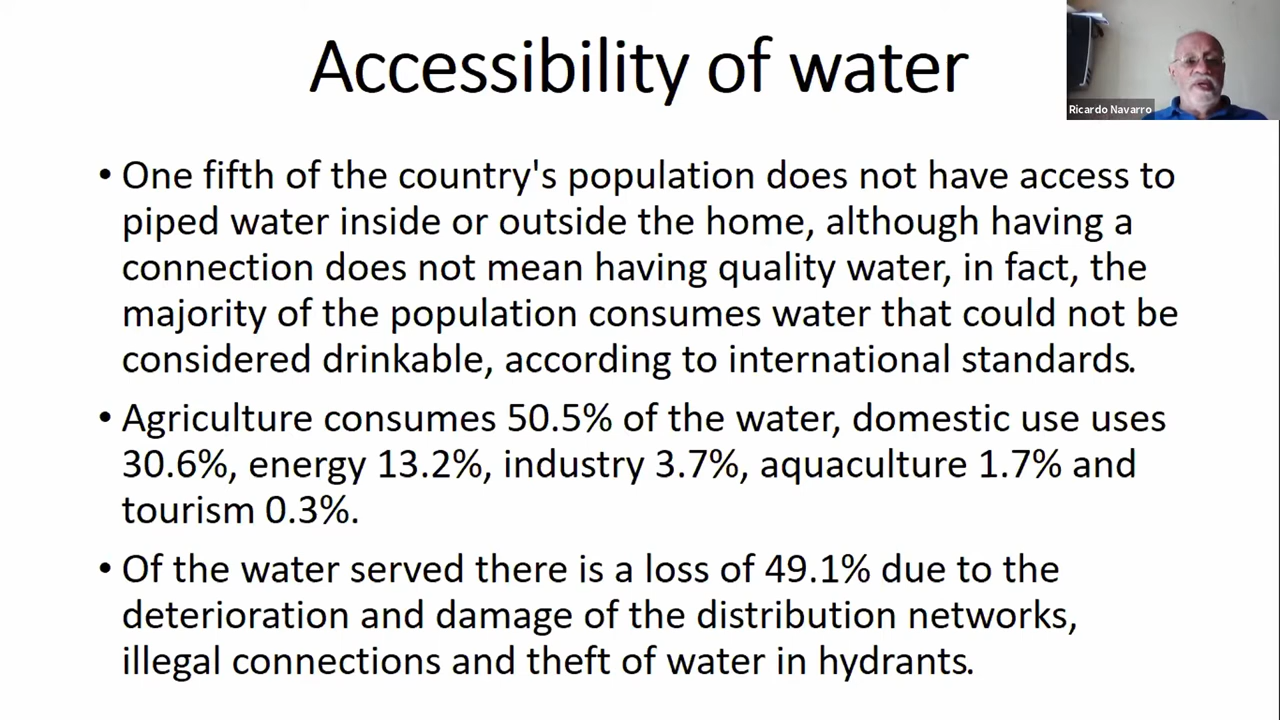 Accessibility of water
Ricardo Navarro
• One fifth of the country's population does not have access to
piped water inside or outside the home, although having a
connection does not mean having quality water, in fact, the
majority of the population consumes water that could not be
considered drinkable, according to international standards.
• Agriculture consumes 50.5% of the water, domestic use uses
30.6%, energy 13.2%, industry 3.7%, aquaculture 1.7% and
tourism 0.3%.
• Of the water served there is a loss of 49.1% due to the
deterioration and damage of the distribution networks,
illegal connections and theft of water in hydrants.